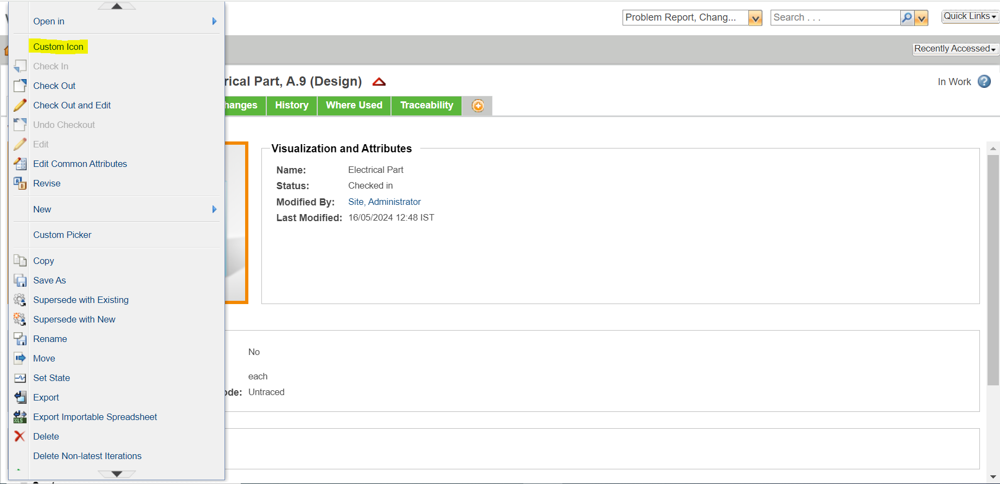 Problem Report, Chang...
Search . . .
Quick Links
Recently Accessed
Open in
Custom Icon
Check In
Check Out
Check Out and Edit
Undo Checkout
Edit
Edit Common Attributes
Revise
New
Custom Picker
Copy
Save As
Supersede with Existing
Supersede with New
Rename
Move
Set State
Export
XLS
Export Importable Spreadsheet
Delete
Delete Non-latest Iterations
rical Part, A.9 (Design)
In Work
hanges
History
Where Used
Traceability
Visualization and Attributes
Name: Electrical Part
Status: Checked in
Modified By: Site, Administrator
Last Modified: 16/05/2024 12:48 IST
No
each
ode: Untraced